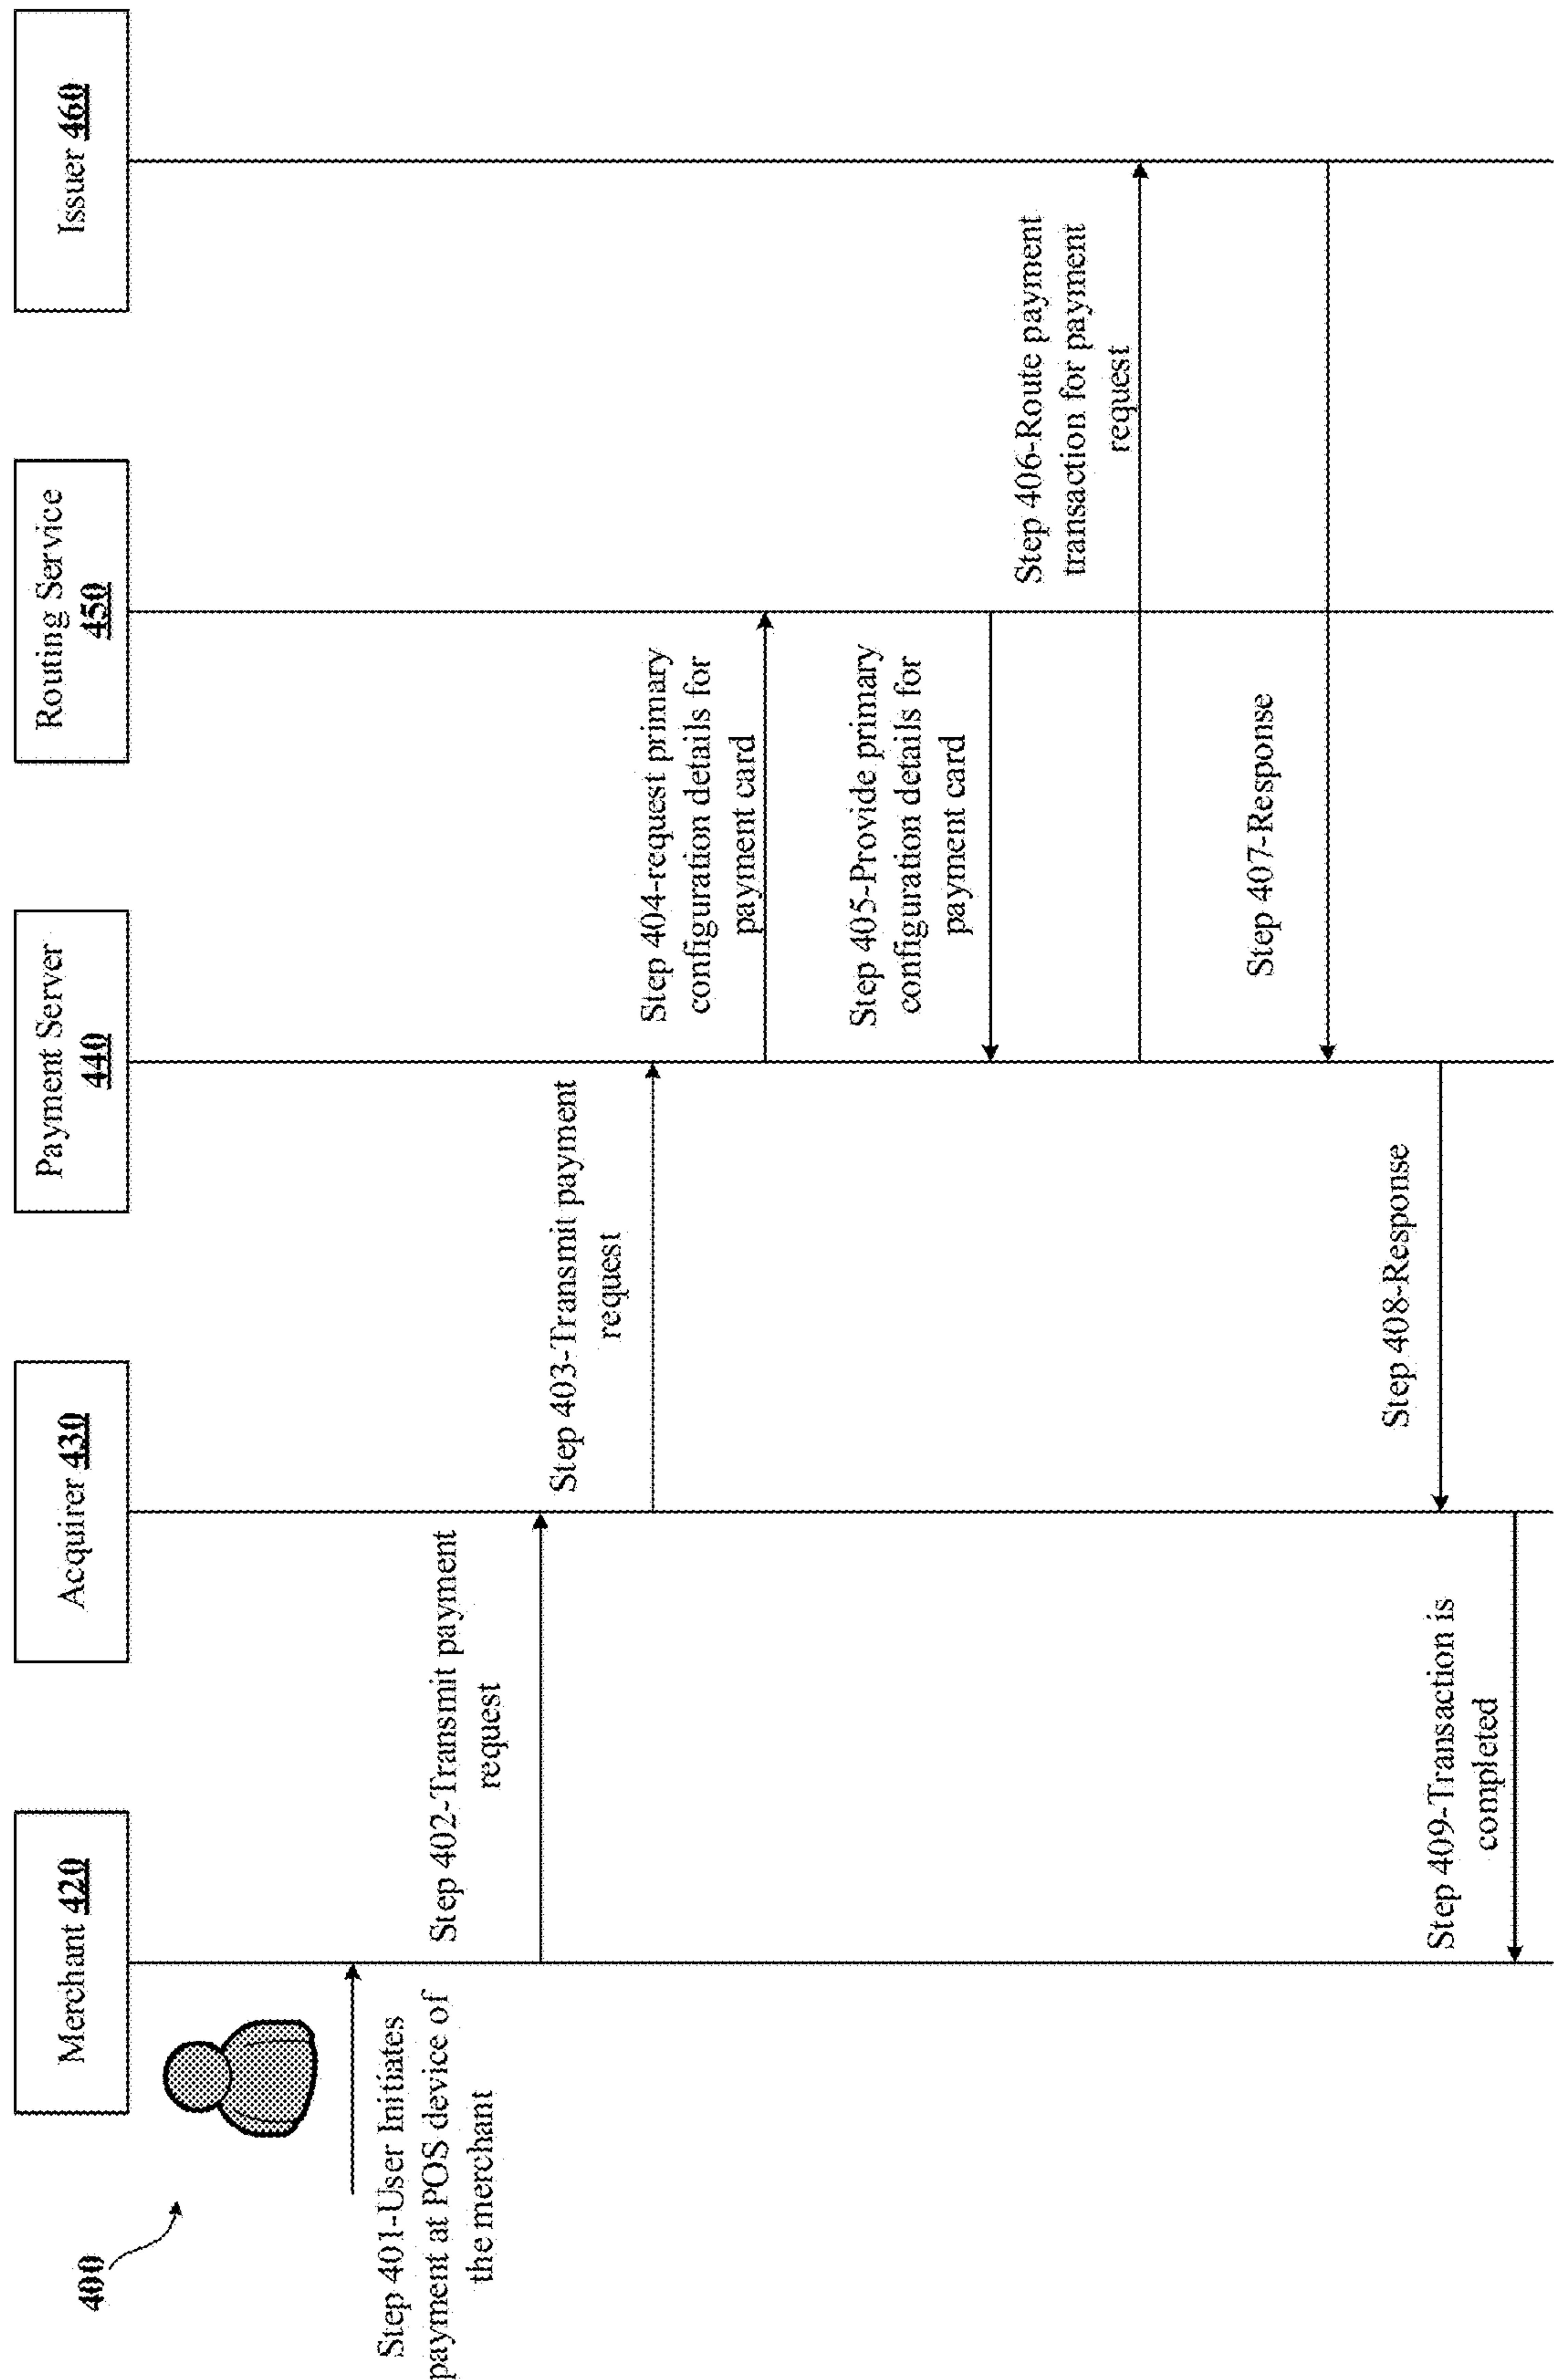 400
Merchant 420
Acquirer 430
Payment Server
440
Routing Service
450
Issuer 460
Step 401-User Initiates
payment at POS device of
the merchant
Step 402-Transmit payment
request
Step 403-Transmit payment
request
Step 404-request primary
configuration details for
payment card
Step 405-Provide primary
configuration details for
payment card
Step 406-Route payment
transaction for payment
request
Step 407-Response
Step 408-Response
Step 409-Transaction is
completed